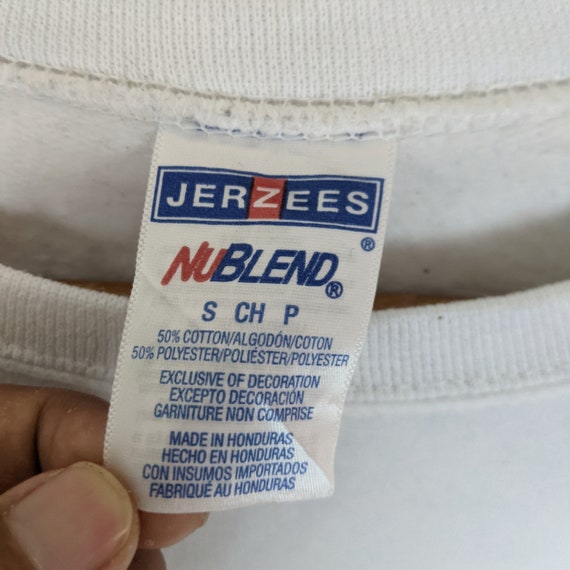 JERZEES
®
NUBLEND®
S CH P
50% COTTON/ALGODÓN/COTON
50% POLYESTER/POLIÉSTER/POLYESTER
EXCLUSIVE OF DECORATION
EXCEPTO DECORACIÓN
GARNITURE NON COMPRISE
MADE IN HONDURAS
HECHO EN HONDURAS
CON INSUMOS IMPORTADOS
FABRIQUÉ AU HONDURAS